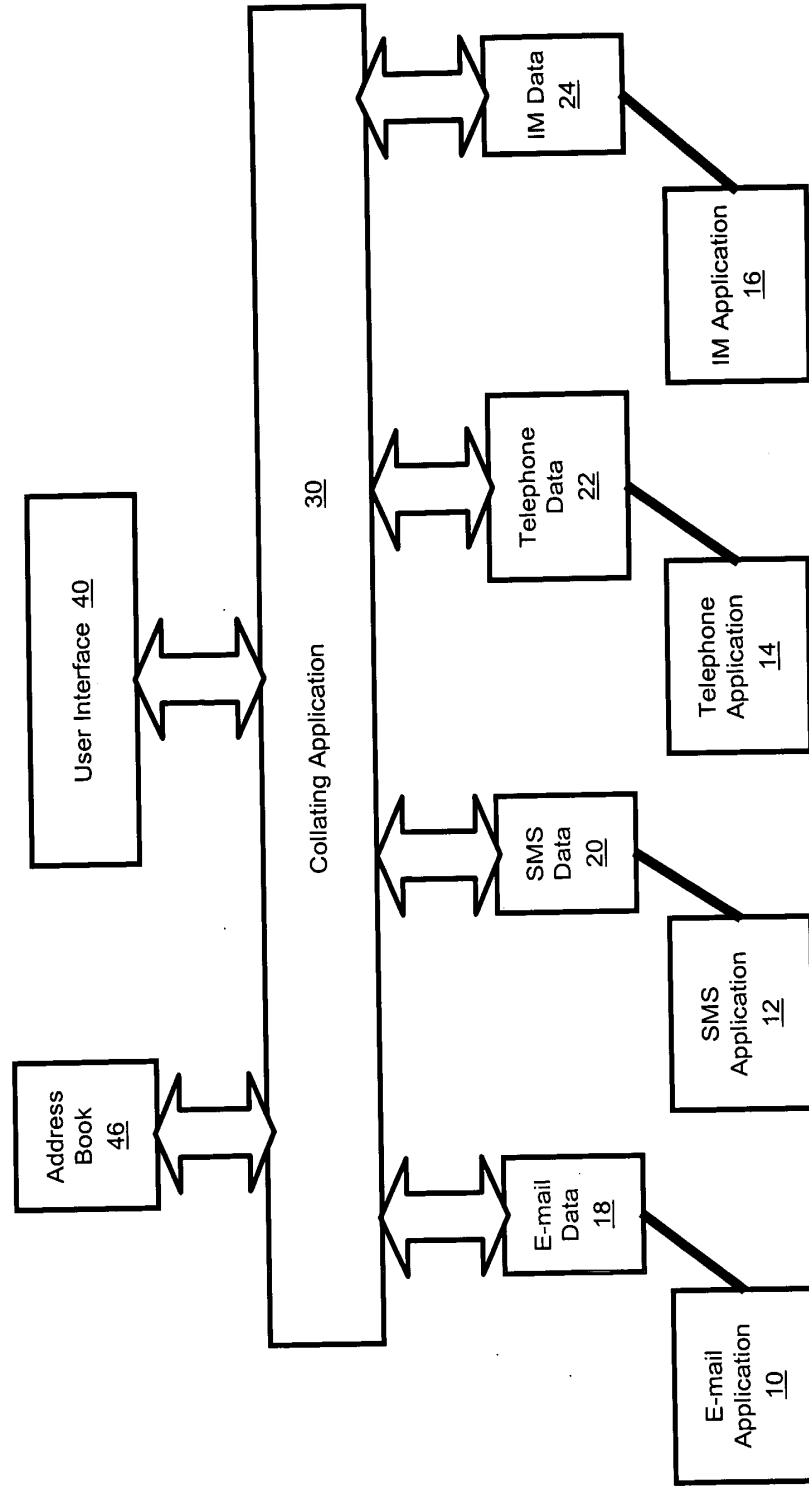 Address
Book
46
User Interface 40
Collating Application
30
E-mail
Data
18
SMS
Data
20
Telephone
Data
22
IM Data
24
E-mail
Application
10
SMS
Application
12
Telephone
Application
14
IM Application
16